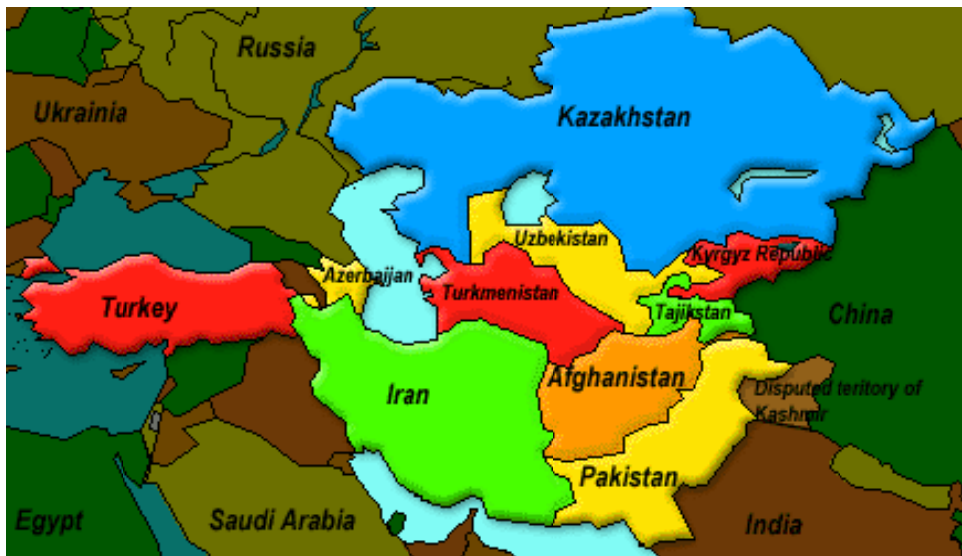 Russia
Ukrainia
Kazakhstan
Uzbekistan
Kyrgyz Republic
Azerbaijan
Turkmenistan
Turkey
Tajikstan
China
Iran
Afghanistan
Disputed teritory of
Kashmir
Pakistan
Egypt
Saudi Arabia
India